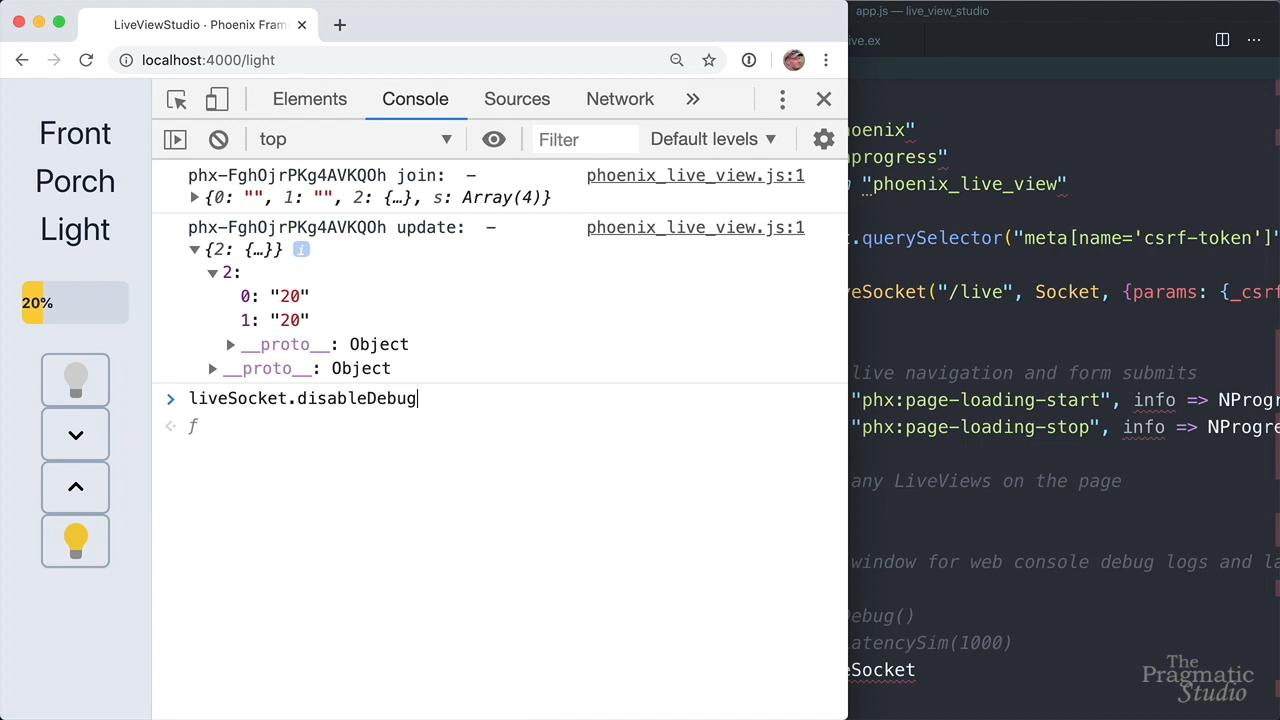 LiveViewStudio · Phoenix Fram
app.js — live_view_studio
localhost:4000/light
ive.ex
Elements
Console
Sources
Network
top
Filter
Default levels
Front
Porch
Light
20%
phx-FghOjrPKg4AVKQOh join:  –
phoenix_live_view.js:1
{0: "", 1: "", 2: {…}, s: Array(4)}
phx-FghOjrPKg4AVKQOh update:  –
phoenix_live_view.js:1
{2: {…}} i
2:
0: "20"
1: "20"
__proto__: Object
__proto__: Object
> liveSocket.disableDebug
f
oenix"
progress"
"phoenix_live_view"
.querySelector("meta[name='csrf-token']"
eSocket("/live", Socket, {params: {_csrf
live navigation and form submits
"phx:page-loading-start", info => NProgr
"phx:page-loading-stop", info => NProgre
any LiveViews on the page
window for web console debug logs and la
Debug()
atencySim(1000)
eSocket
The
Pragmatic
Studio